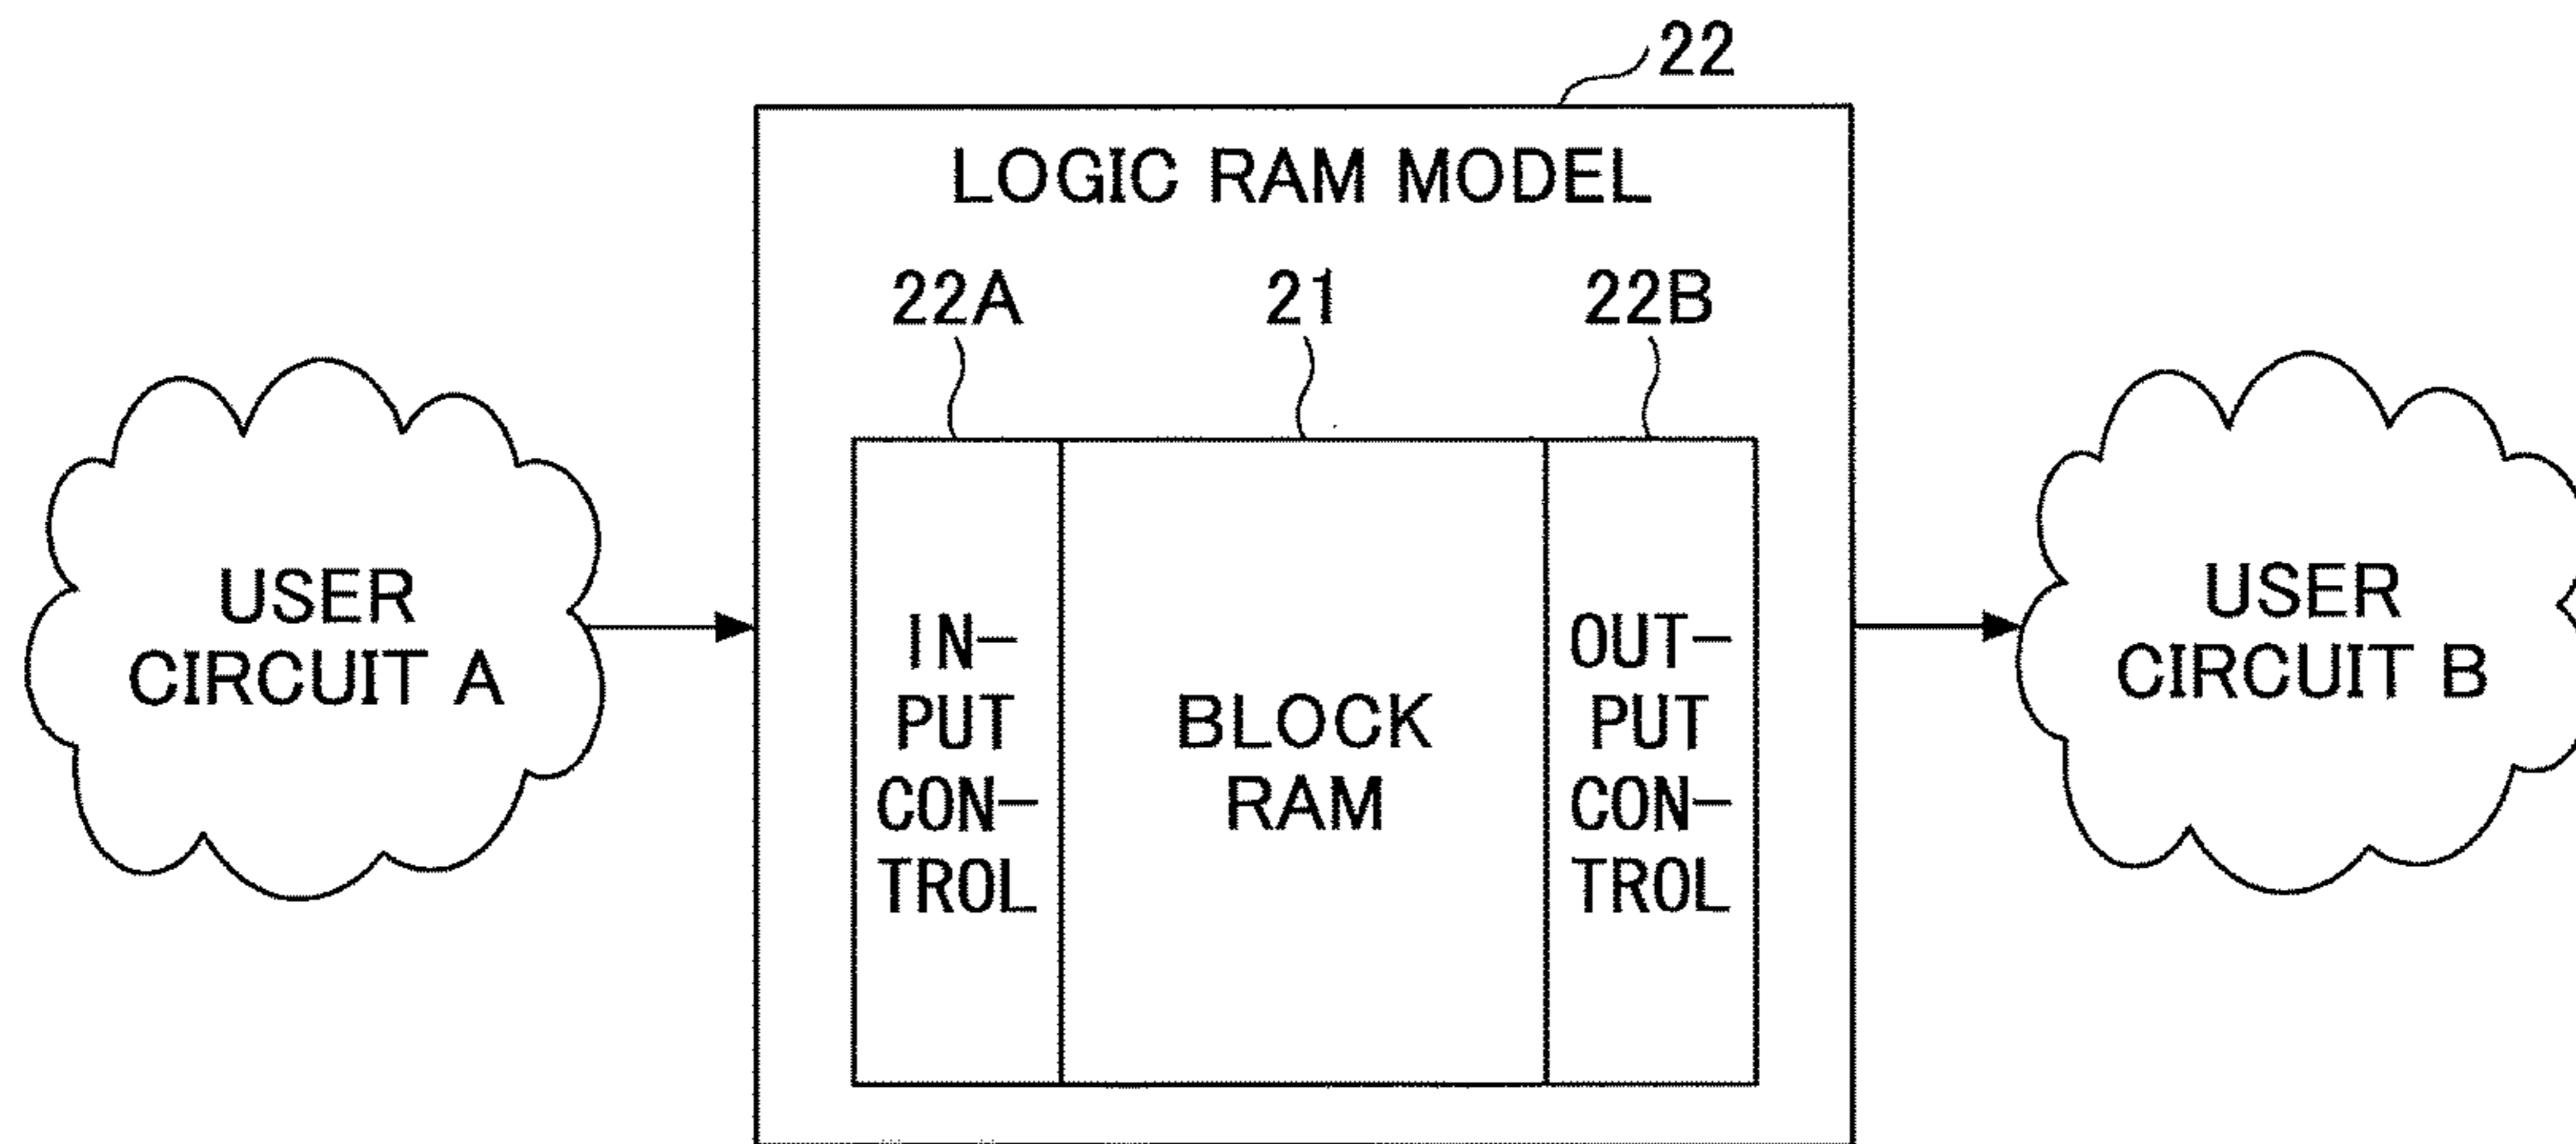 22
LOGIC RAM MODEL
22A
21
22B
USER
CIRCUIT A
IN-
PUT
CON-
TROL
BLOCK
RAM
OUT-
PUT
CON-
TROL
USER
CIRCUIT B